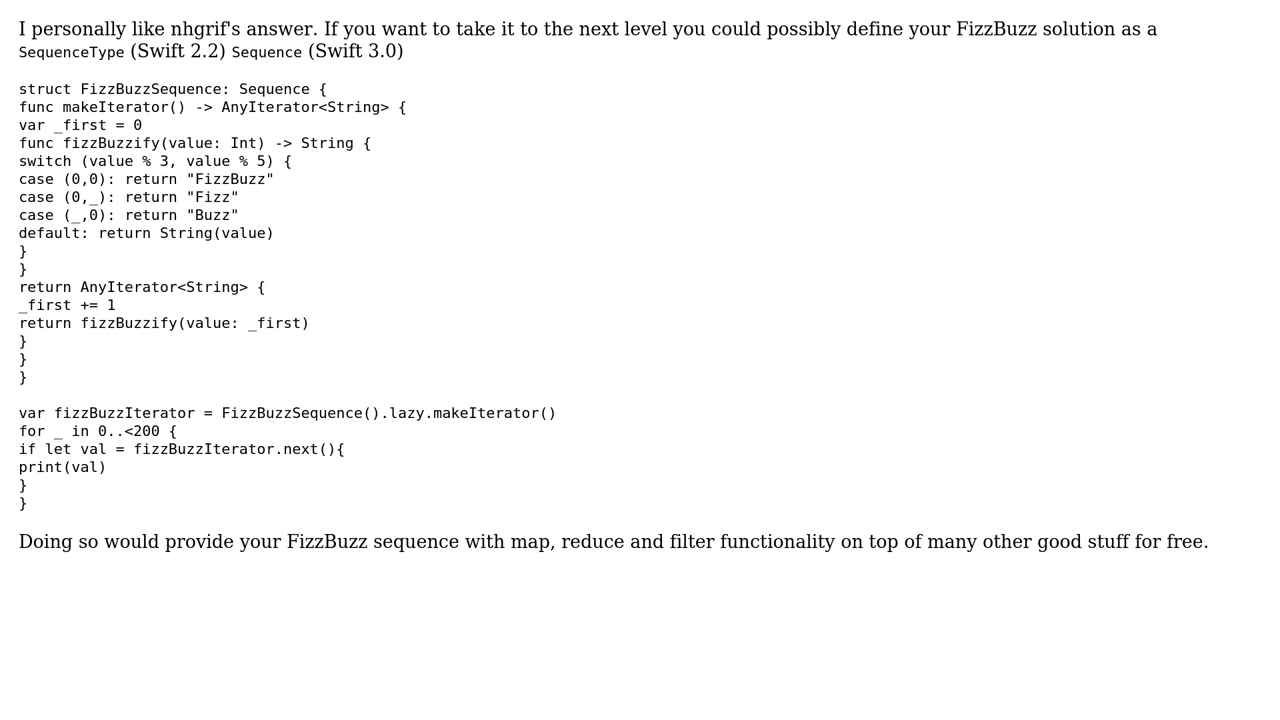 I personally like nhgrif's answer. If you want to take it to the next level you could possibly define your FizzBuzz solution as a
SequenceType (Swift 2.2) Sequence (Swift 3.0)
struct FizzBuzzSequence: Sequence {
func makeIterator() -> AnyIterator<String> {
var _first = 0
func fizzBuzzify(value: Int) -> String {
switch (value % 3, value % 5) {
case (0,0): return "FizzBuzz"
case (0,_): return "Fizz"
case (_,0): return "Buzz"
default: return String(value)
}
}
return AnyIterator<String> {
_first += 1
return fizzBuzzify(value: _first)
}
}
}
var fizzBuzzIterator = FizzBuzzSequence().lazy.makeIterator()
for _ in 0..<200 {
if let val = fizzBuzzIterator.next(){
print(val)
}
}
Doing so would provide your FizzBuzz sequence with map, reduce and filter functionality on top of many other good stuff for free.